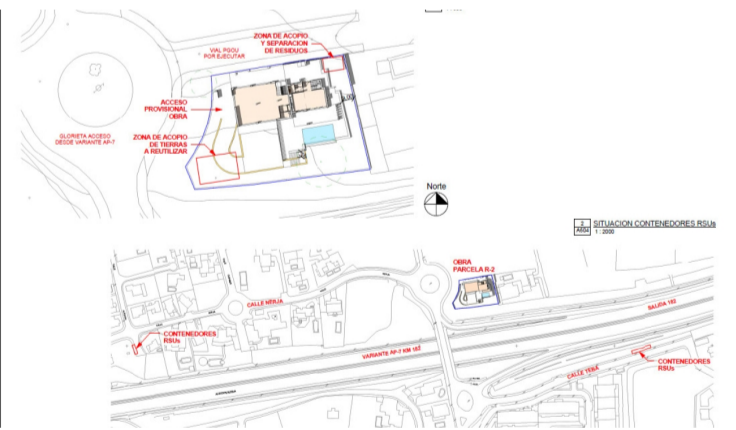 ZONA DE ACOPIO
Y SEPARACION
DE RESIDUOS
VIAL PGOU
POR EJECUTAR
ACCESO
PROVISIONAL
OBRA
GLORIETA ACCESO
DESDE VARIANTE AP-7
ZONA DE ACOPIO
DE TIERRAS
A REUTILIZAR
Norte
2
A604
SITUACION CONTENEDORES RSUs
1 : 2000
OBRA
PARCELA R-2
CALLE NERJA
SALIDA 182
CONTENEDORES
RSUs
VARIANTE AP-7 KM 182
CALLE TEBA
CONTENEDORES
RSUs